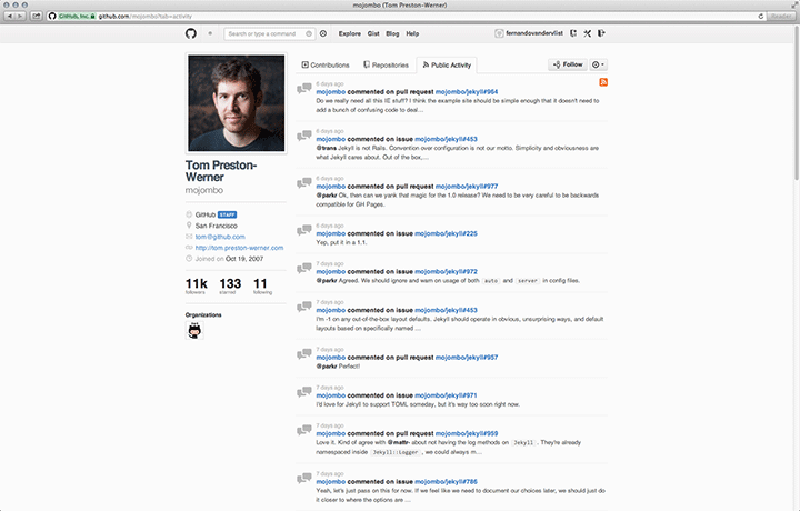 mojombo (Tom Preston-Werner)
GitHub, Inc. github.com/mojombo?tab=activity
Reader
Search or type a command
Explore Gist Blog Help
fernandovandervlist
Contributions Repositories Public Activity
Follow
Tom Preston-
Werner
mojombo
GitHub STAFF
San Francisco
tom@github.com
http://tom.preston-werner.com
Joined on Oct 19, 2007
11k 133 11
followers starred following
Organizations
6 days ago
mojombo commented on pull request mojombo/jekyll#964
Do we really need all this IE stuff? I think the example site should be simple enough that it doesn't need to
add a bunch of confusing code to deal...
6 days ago
mojombo commented on issue mojombo/jekyll#453
Jekyll is not Rails. Convention over configuration is not our motto. Simplicity and obviousness are
what Jekyll cares about. Out of the box,...
6 days ago
mojombo commented on pull request mojombo/jekyll#977
@parkr Ok, then can we yank that magic for the 1.0 release? We need to be very careful to be backwards
compatible for GH Pages.
6 days ago
mojombo commented on issue mojombo/jekyll#225
Yep, put it in a 1.1.
7 days ago
mojombo commented on issue mojombo/jekyll#972
@parkr Agreed. We should ignore and warn on usage of both auto and server in config files.
7 days ago
mojombo commented on issue mojombo/jekyll#453
I'm -1 on any out-of-the-box layout defaults. Jekyll should operate in obvious, unsurprising ways, and default
layouts based on specifically named ...
7 days ago
mojombo commented on pull request mojombo/jekyll#957
@parkr Perfect!
7 days ago
mojombo commented on issue mojombo/jekyll#971
I'd love for Jekyll to support TOML someday, but it's way too soon right now.
7 days ago
mojombo commented on pull request mojombo/jekyll#959
Love it. Kind of agree with @mattr- about not having the log methods on Jekyll . They're already
namespaced inside Jekyll::Logger , we could always m...
7 days ago
mojombo commented on issue mojombo/jekyll#786
Yeah, let's just pass on this for now. If we feel like we need to document our choices later, we should just do
it closer to where the options are ...